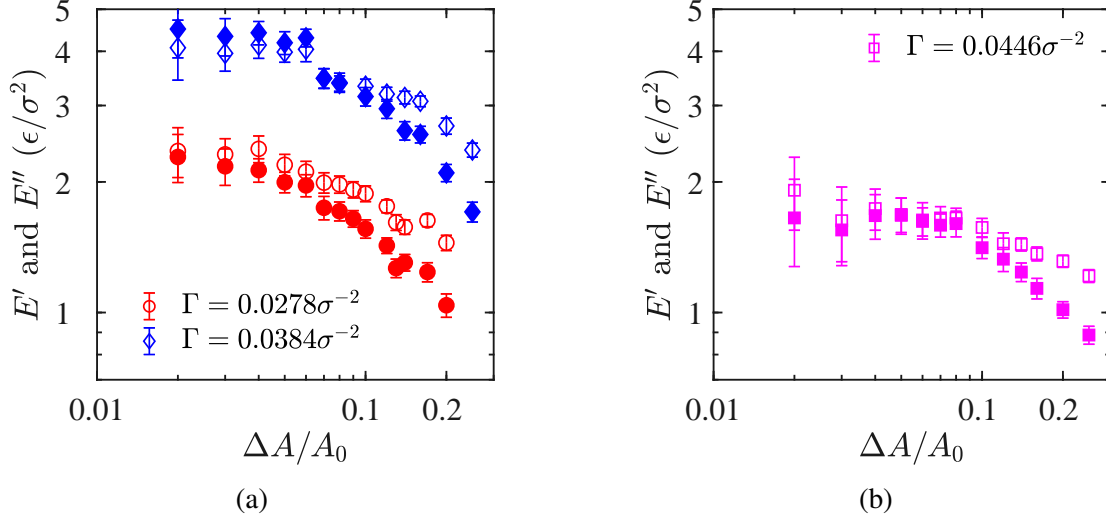 5
4
3
2
1
E′ and E″ (ϵ/σ²)
Γ = 0.0278σ⁻²
Γ = 0.0384σ⁻²
0.01 0.1 0.2
ΔA/A₀
(a)
5
4
3
2
1
E′ and E″ (ϵ/σ²)
Γ = 0.0446σ⁻²
0.01 0.1 0.2
ΔA/A₀
(b)